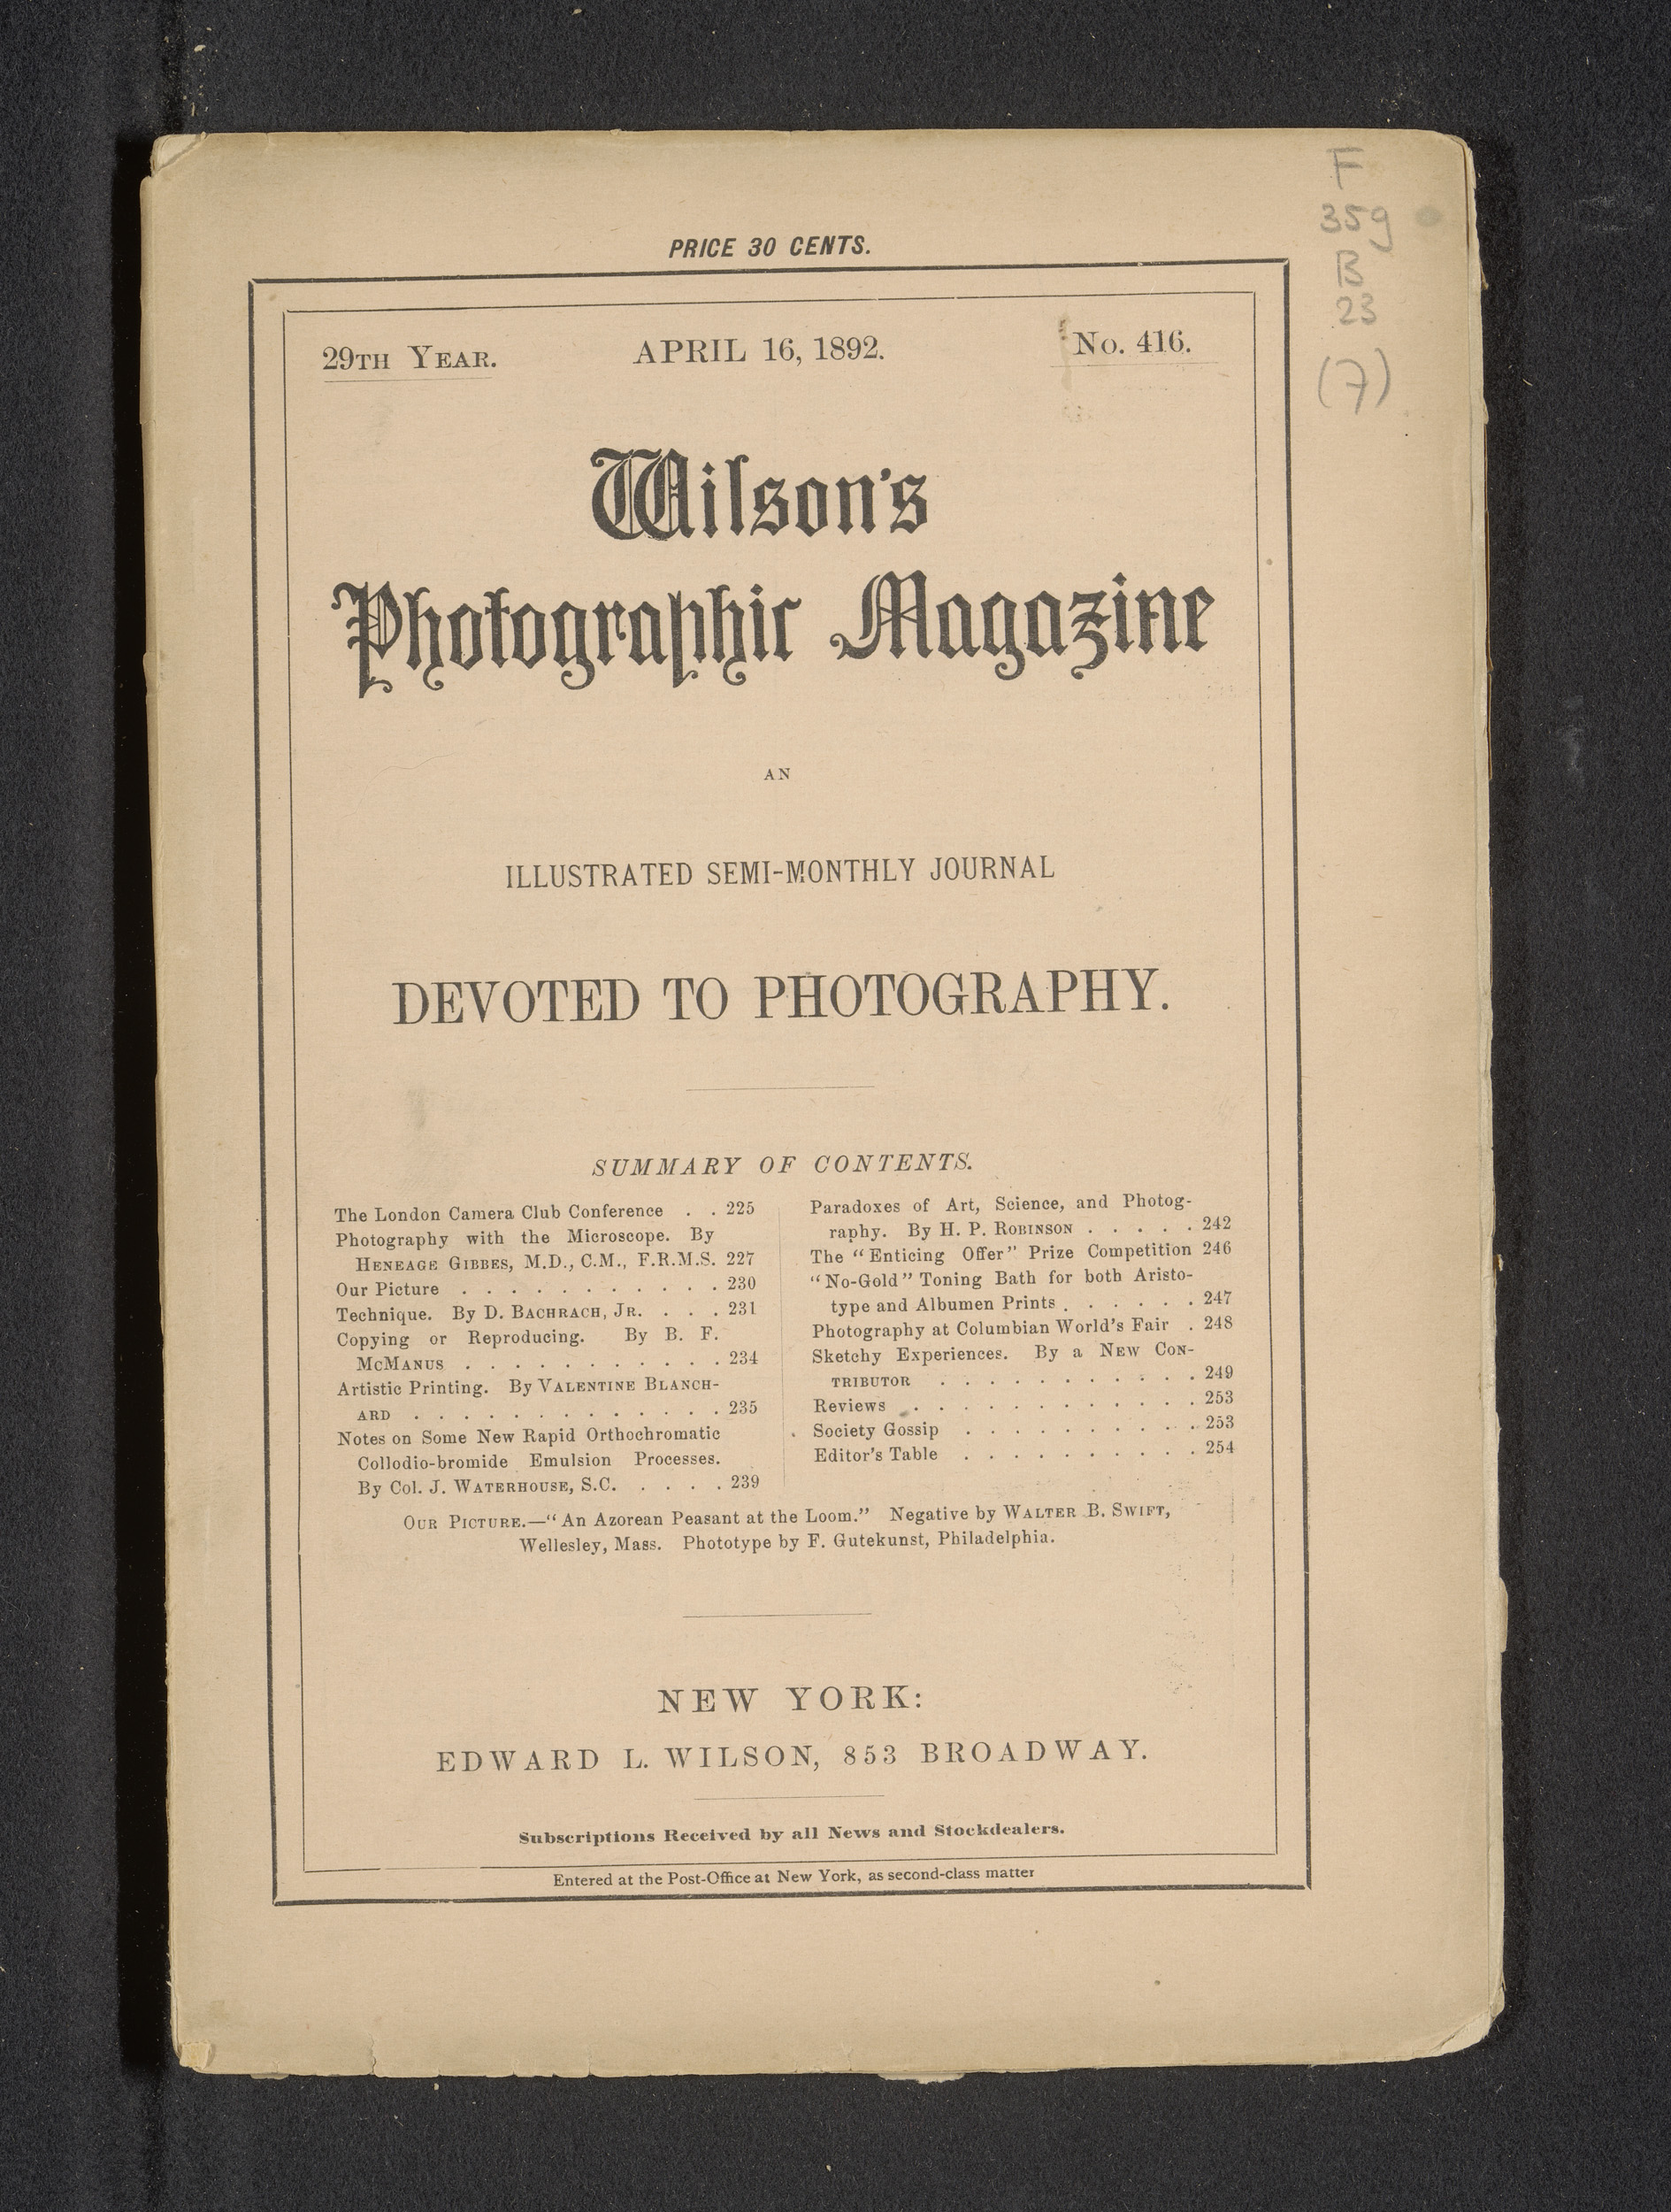 F
359
B
23
(7)
PRICE 30 CENTS.
29TH YEAR.
APRIL 16, 1892.
No. 416.
Wilson's
Photographic Magazine
AN
ILLUSTRATED SEMI-MONTHLY JOURNAL
DEVOTED TO PHOTOGRAPHY.
SUMMARY OF CONTENTS.
The London Camera Club Conference . . 225
Photography with the Microscope. By
HENEAGE GIBBES, M.D., C.M., F.R.M.S. 227
Our Picture . . . . . . . . . . . 230
Technique. By D. BACHRACH, JR. . . . 231
Copying or Reproducing. By B. F.
MCMANUS . . . . . . . . . . . 234
Artistic Printing. By VALENTINE BLANCH-
ARD . . . . . . . . . . . . . 235
Notes on Some New Rapid Orthochromatic
Collodio-bromide Emulsion Processes.
By Col. J. WATERHOUSE, S.C. . . . . 239
Paradoxes of Art, Science, and Photog-
raphy. By H. P. ROBINSON . . . . . 242
The "Enticing Offer" Prize Competition 246
"No-Gold" Toning Bath for both Aristo-
type and Albumen Prints . . . . . . 247
Photography at Columbian World's Fair . 248
Sketchy Experiences. By a NEW CON-
TRIBUTOR . . . . . . . . . . . 249
Reviews . . . . . . . . . . . . 253
Society Gossip . . . . . . . . . . 253
Editor's Table . . . . . . . . . . 254
OUR PICTURE.—"An Azorean Peasant at the Loom." Negative by WALTER B. SWIFT,
Wellesley, Mass. Phototype by F. Gutekunst, Philadelphia.
NEW YORK:
EDWARD L. WILSON, 853 BROADWAY.
Subscriptions Received by all News and Stockdealers.
Entered at the Post-Office at New York, as second-class matter